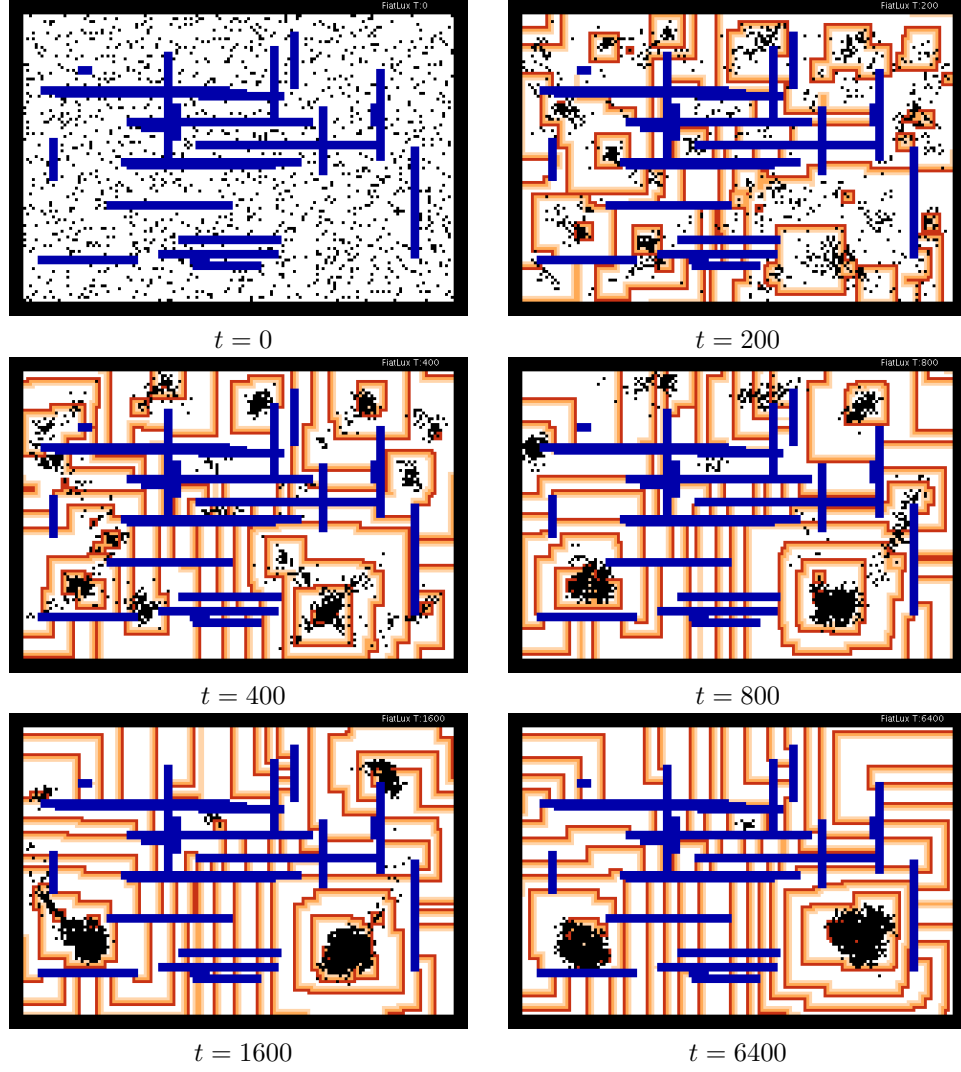 FiatLux T:0
FiatLux T:200
t = 0
t = 200
FiatLux T:400
FiatLux T:800
t = 400
t = 800
FiatLux T:1600
FiatLux T:6400
t = 1600
t = 6400